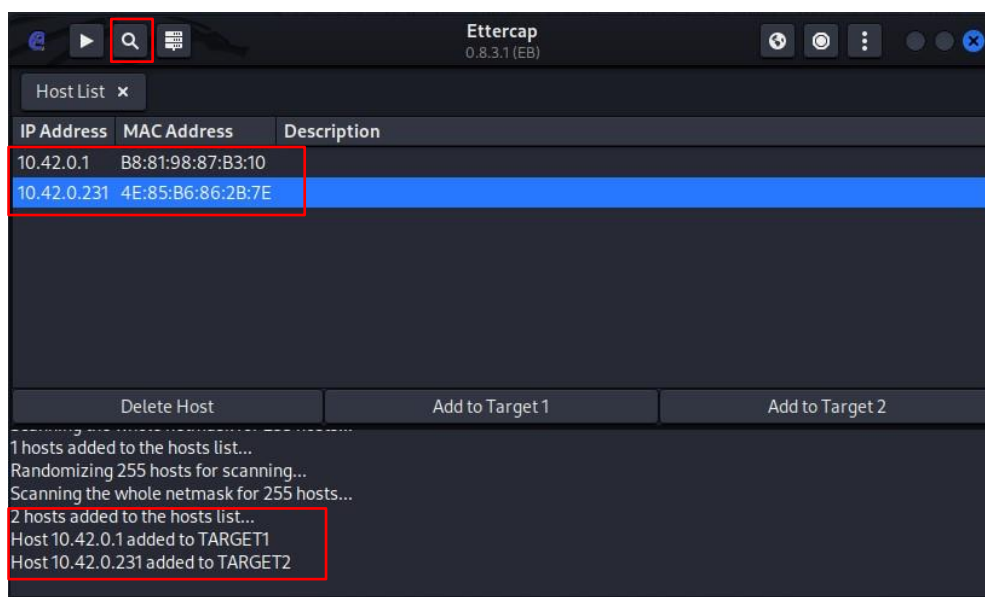 Ettercap
0.8.3.1 (EB)
Host List ×
IP Address MAC Address Description
10.42.0.1 B8:81:98:87:B3:10
10.42.0.231 4E:85:B6:86:2B:7E
Delete Host Add to Target 1 Add to Target 2
1 hosts added to the hosts list...
Randomizing 255 hosts for scanning...
Scanning the whole netmask for 255 hosts...
2 hosts added to the hosts list...
Host 10.42.0.1 added to TARGET1
Host 10.42.0.231 added to TARGET2